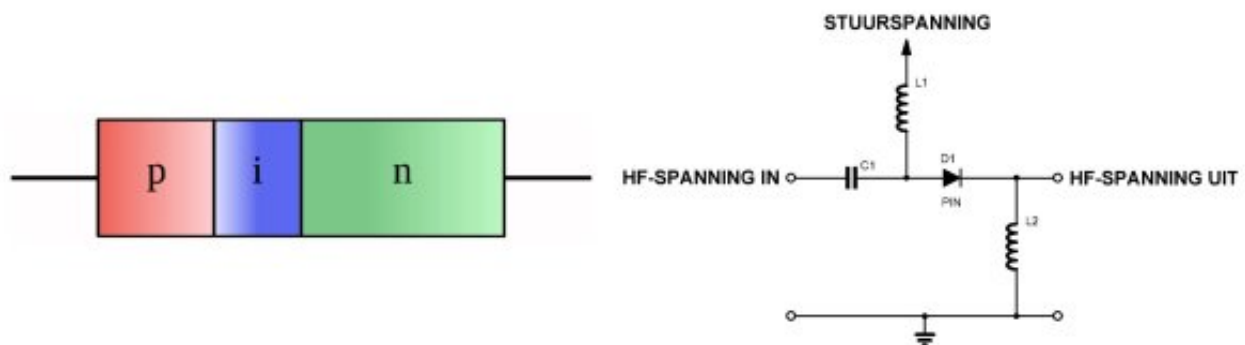 p i n
STUURSPANNING
L1
C1
D1
HF-SPANNING IN
HF-SPANNING UIT
PIN
L2